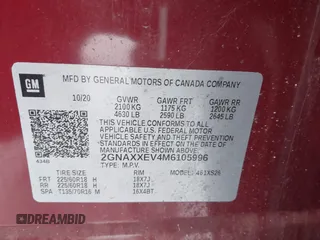 GM
MFD BY GENERAL MOTORS OF CANADA COMPANY
10/20 GVWR GAWR FRT GAWR RR
2100 KG 1175 KG 1200 KG
4630 LB 2590 LB 2645 LB
THIS VEHICLE CONFORMS TO ALL APPLICABLE
U.S. FEDERAL MOTOR VEHICLE SAFETY, BUMPER, AND
THEFT PREVENTION STANDARDS IN EFFECT ON THE
DATE OF MANUFACTURE SHOWN ABOVE.
2GNAXXEV4M6105996
TYPE: M.P.V.
TIRE SIZE RIM MODEL:
FRT 225/60R18 H 18X7J
RR 225/60R18 H 18X7J
SPA T135/70R16 M 16X4BT
DREAMBID